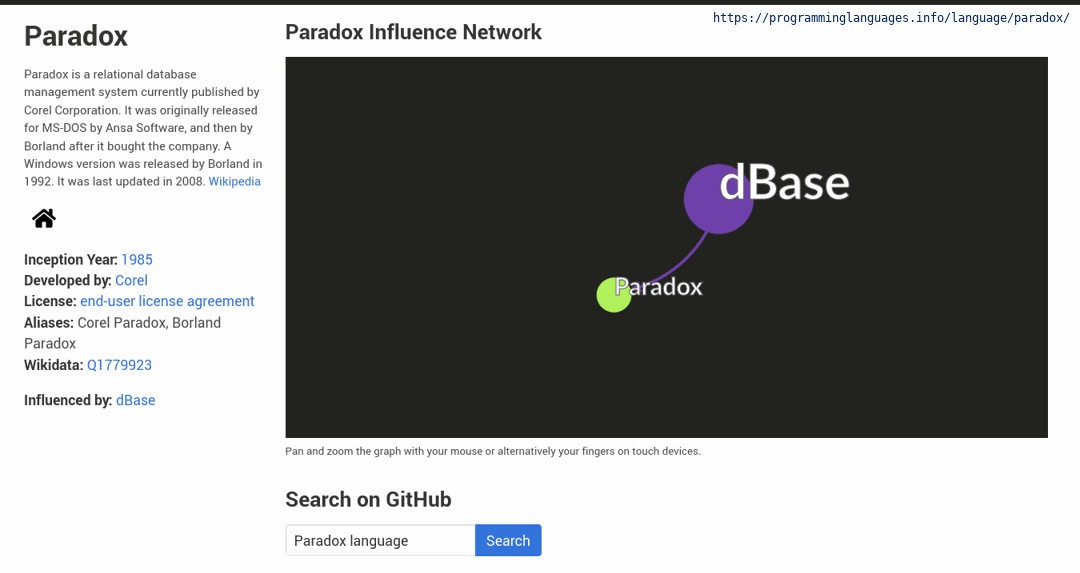 https://programminglanguages.info/language/paradox/
Paradox
Paradox is a relational database
management system currently published by
Corel Corporation. It was originally released
for MS-DOS by Ansa Software, and then by
Borland after it bought the company. A
Windows version was released by Borland in
1992. It was last updated in 2008. Wikipedia
Inception Year: 1985
Developed by: Corel
License: end-user license agreement
Aliases: Corel Paradox, Borland
Paradox
Wikidata: Q1779923
Influenced by: dBase
Paradox Influence Network
dBase
Paradox
Pan and zoom the graph with your mouse or alternatively your fingers on touch devices.
Search on GitHub
Paradox language
Search